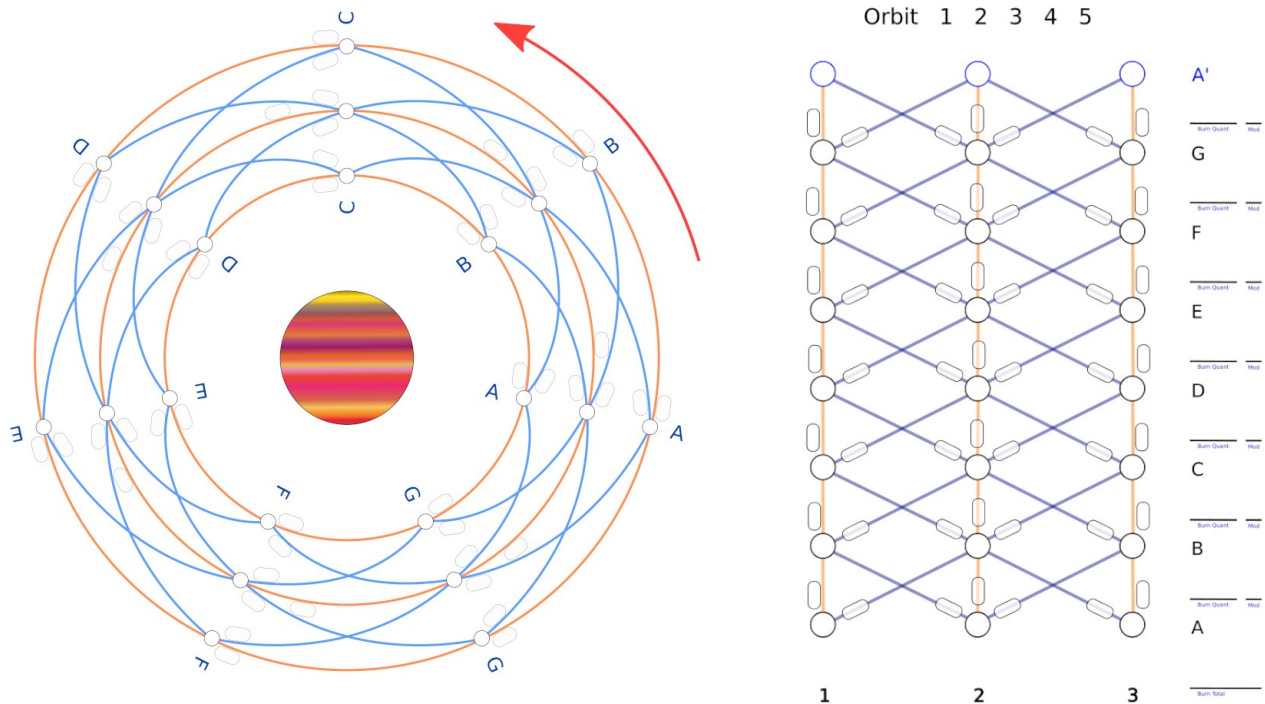 C
D B
C
D B
E A
E A
F G
F G
Orbit 1 2 3 4 5
A'
Burn Quant Mod
G
Burn Quant Mod
F
Burn Quant Mod
E
Burn Quant Mod
D
Burn Quant Mod
C
Burn Quant Mod
B
Burn Quant Mod
A
1 2 3
Burn Total